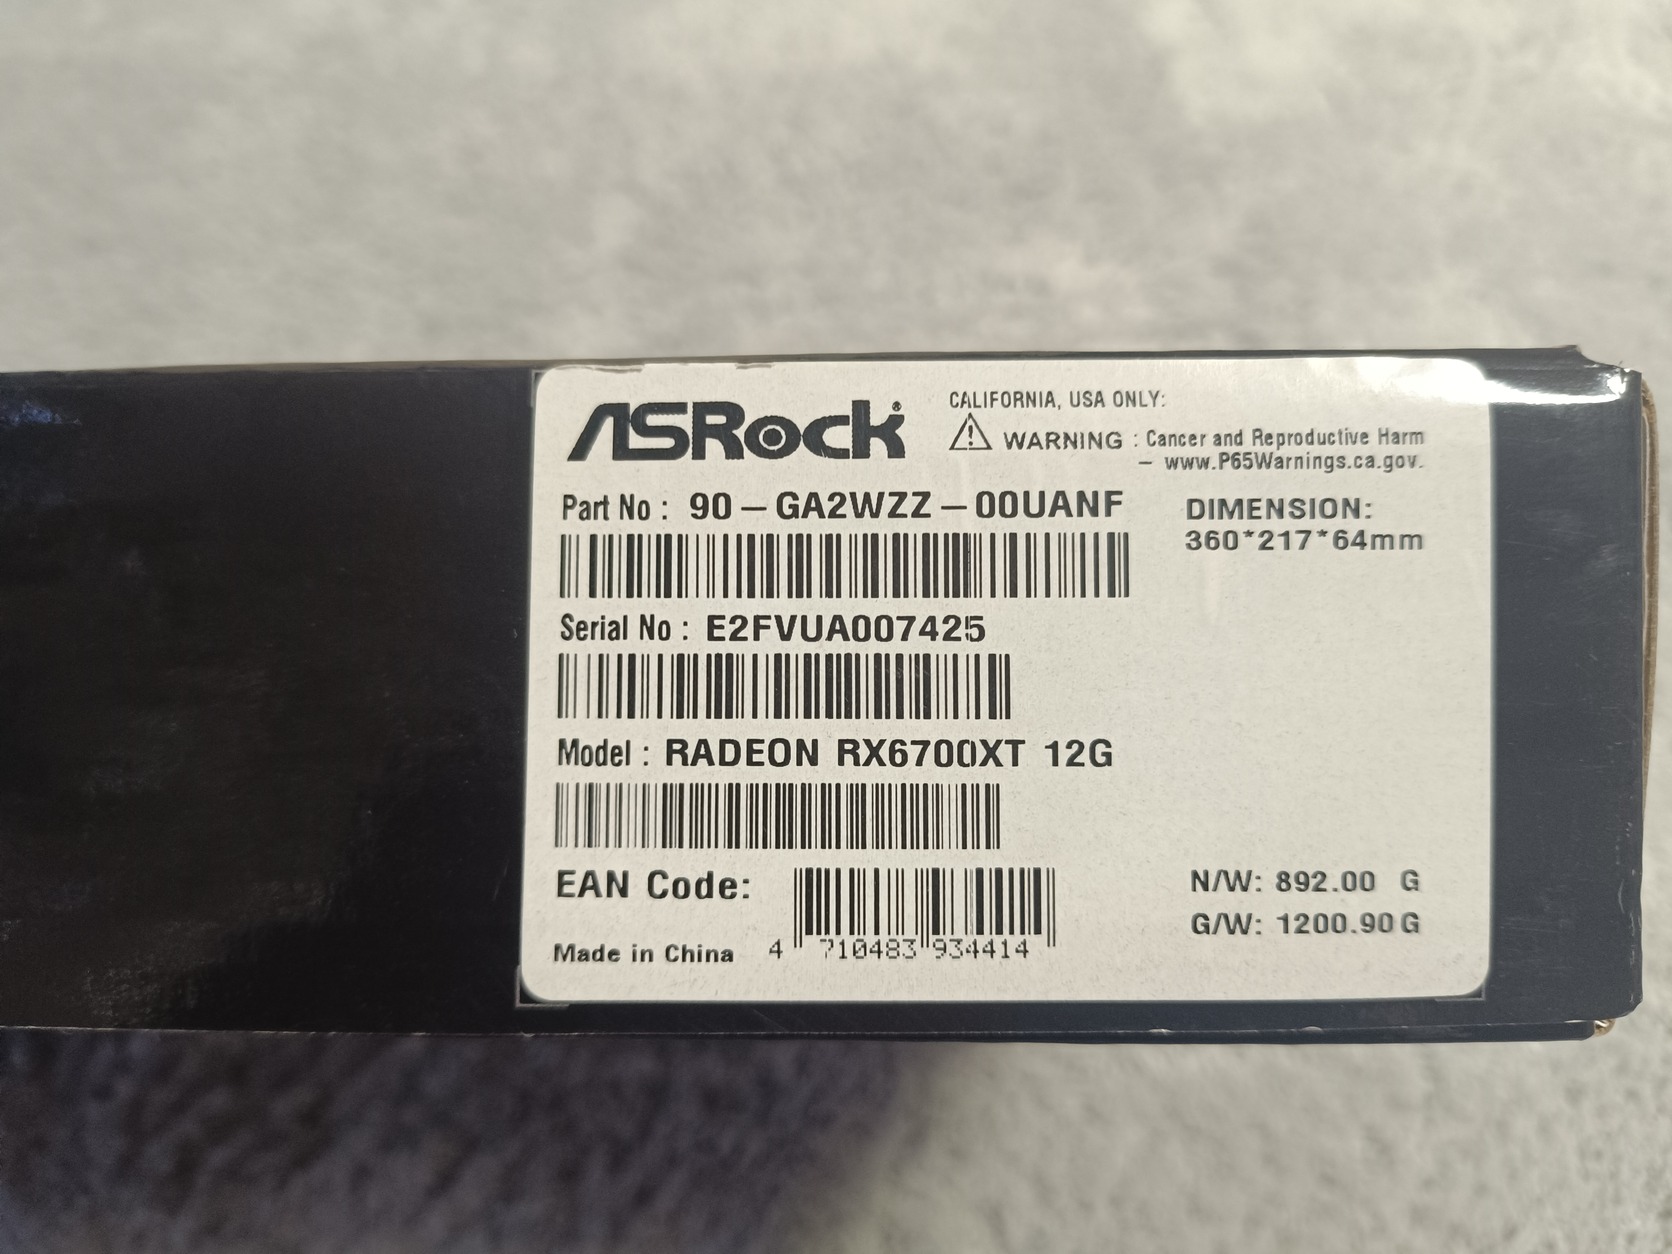 ASRock®
CALIFORNIA, USA ONLY:
WARNING : Cancer and Reproductive Harm
– www.P65Warnings.ca.gov.
Part No : 90–GA2WZZ–00UANF
DIMENSION:
360*217*64mm
Serial No : E2FVUA007425
Model : RADEON RX6700XT 12G
EAN Code:
N/W: 892.00 G
G/W: 1200.90G
Made in China
4 710483 934414